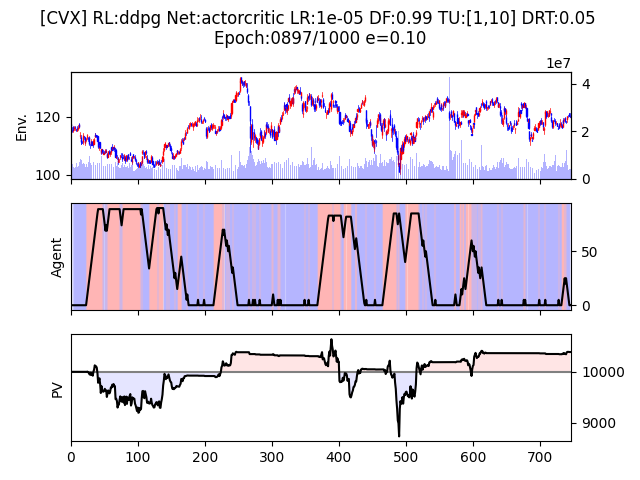 [CVX] RL:ddpg Net:actorcritic LR:1e-05 DF:0.99 TU:[1,10] DRT:0.05
Epoch:0897/1000 e=0.10
1e7
Env.
120
100
4
2
0
Agent
50
0
PV
10000
9000
0 100 200 300 400 500 600 700